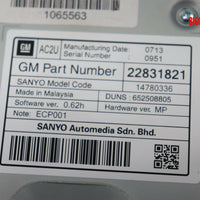 1065563
GM AC2U Manufacturing Date : 0713
Serial Number : 0951
GM Part Number 22831821
SANYO Model Code 14780336
Made in Malaysia DUNS : 652508805
Software ver : 0.62h Hardware ver : MP
Note: ECP001
SANYO Automedia Sdn. Bhd.